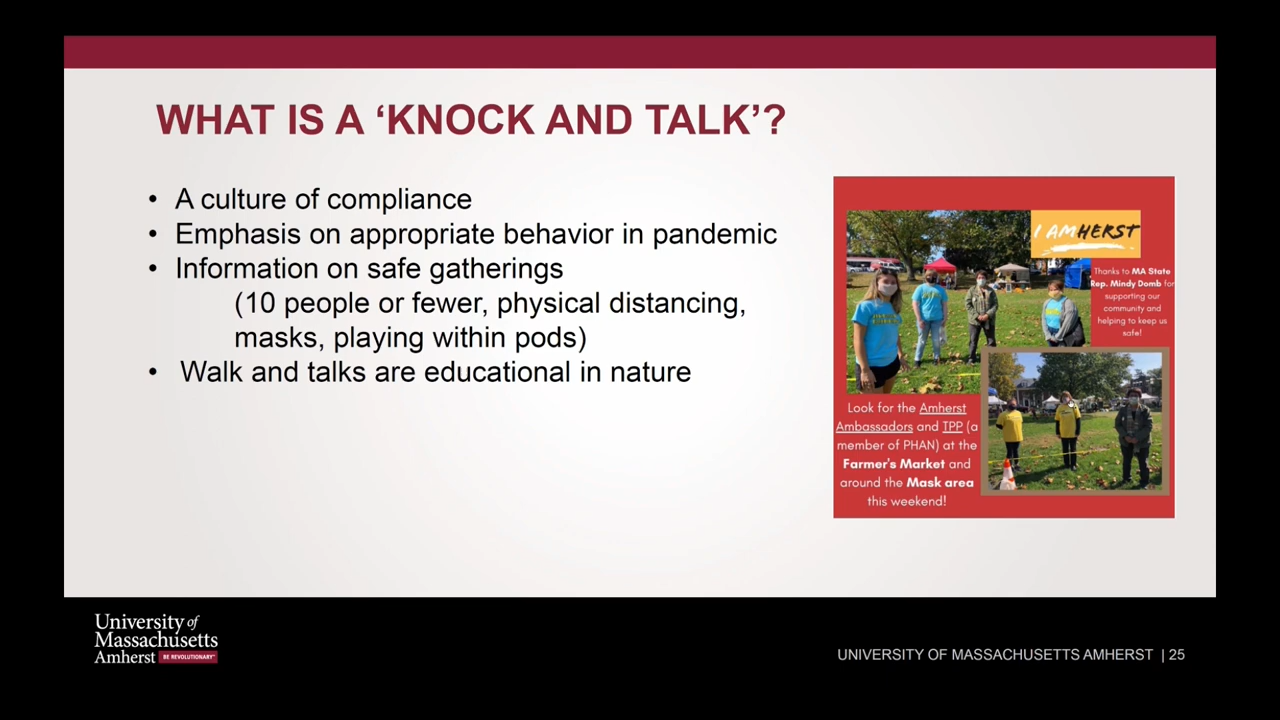 WHAT IS A ‘KNOCK AND TALK’?
• A culture of compliance
• Emphasis on appropriate behavior in pandemic
• Information on safe gatherings
(10 people or fewer, physical distancing,
masks, playing within pods)
• Walk and talks are educational in nature
I AMHERST
Thanks to MA State
Rep. Mindy Domb for
supporting our
community and
helping to keep us
safe!
Look for the Amherst
Ambassadors and TPP (a
member of PHAN) at the
Farmer's Market and
around the Mask area
this weekend!
University of
Massachusetts
Amherst BE REVOLUTIONARY™
UNIVERSITY OF MASSACHUSETTS AMHERST | 25